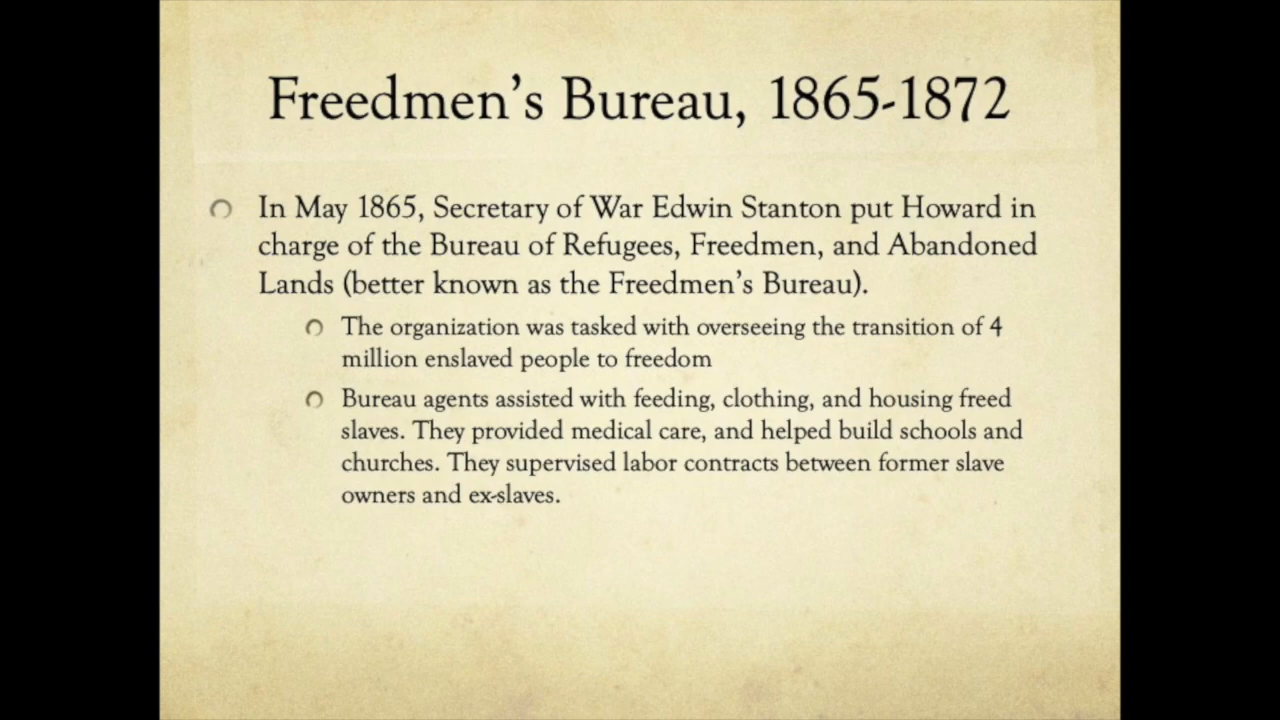 Freedmen’s Bureau, 1865-1872
In May 1865, Secretary of War Edwin Stanton put Howard in
charge of the Bureau of Refugees, Freedmen, and Abandoned
Lands (better known as the Freedmen’s Bureau).
The organization was tasked with overseeing the transition of 4
million enslaved people to freedom
Bureau agents assisted with feeding, clothing, and housing freed
slaves. They provided medical care, and helped build schools and
churches. They supervised labor contracts between former slave
owners and ex-slaves.